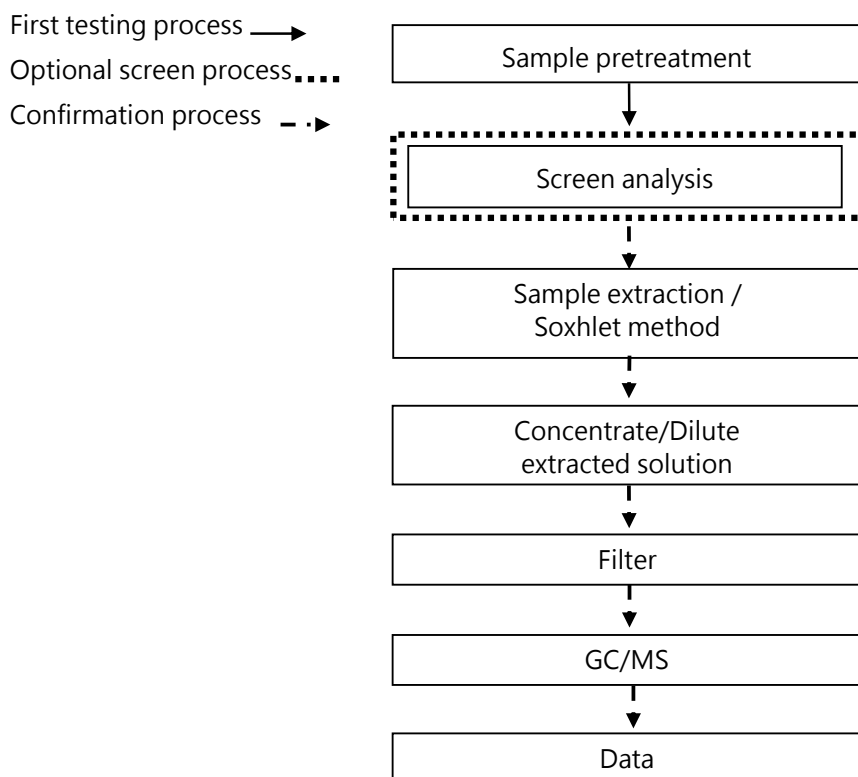 First testing process
Optional screen process
Confirmation process
Sample pretreatment
Screen analysis
Sample extraction /
Soxhlet method
Concentrate/Dilute
extracted solution
Filter
GC/MS
Data